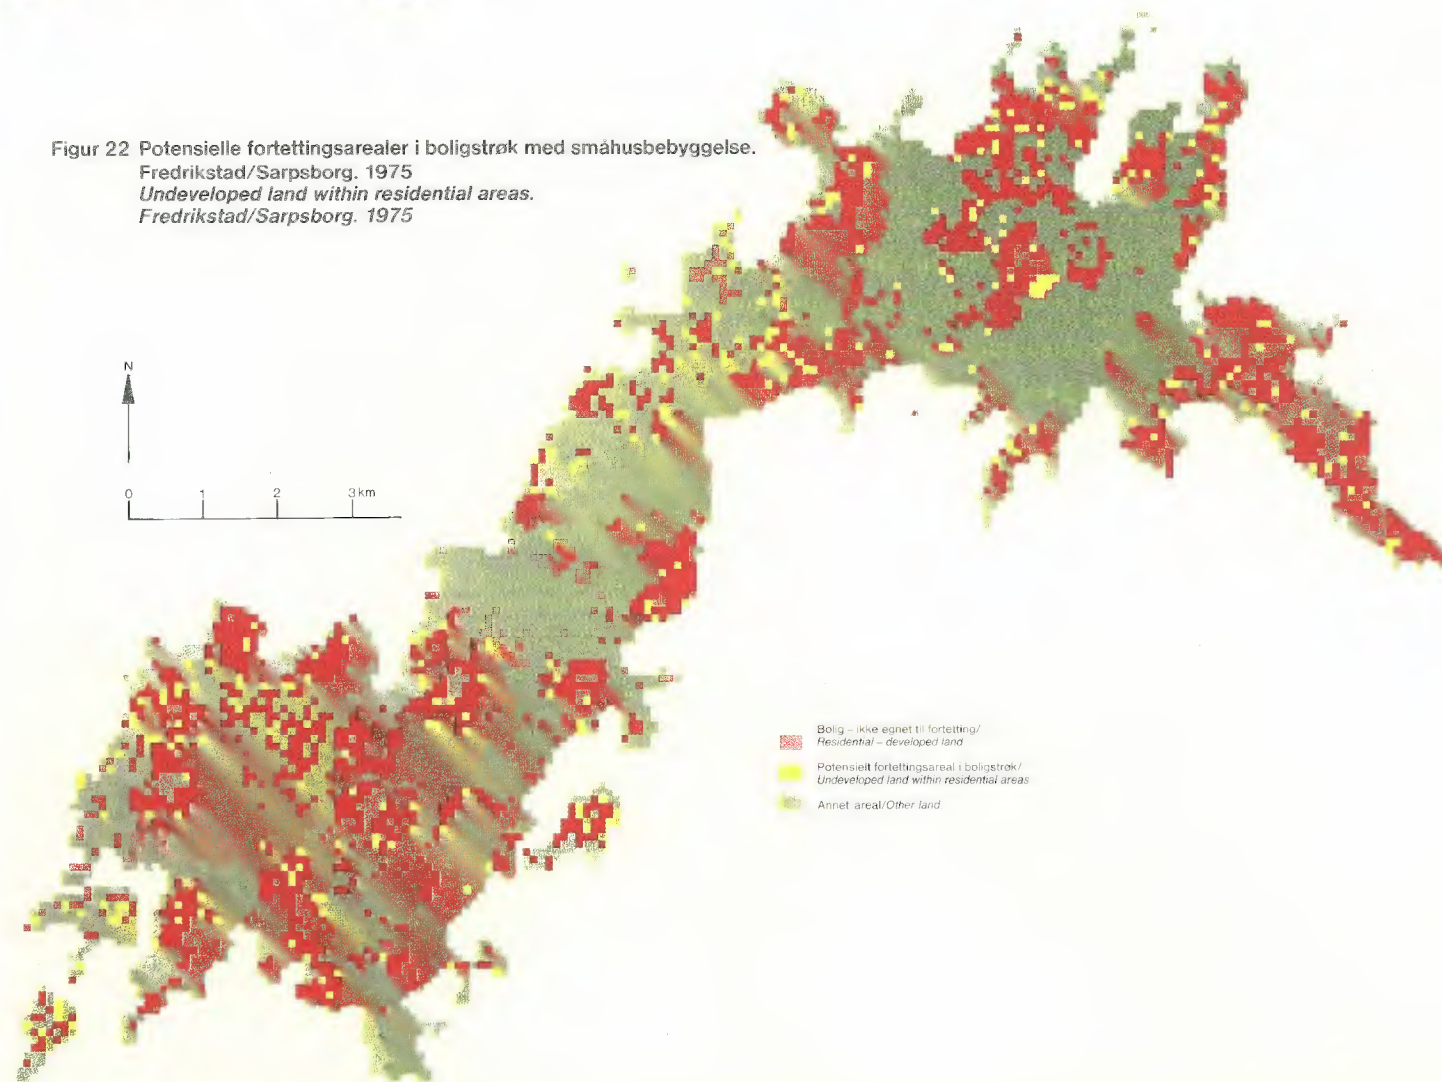 Figur 22 Potensielle fortettingsarealer i boligstrøk med småhusbebyggelse.
Fredrikstad/Sarpsborg. 1975
Undeveloped land within residential areas.
Fredrikstad/Sarpsborg. 1975
N
0 1 2 3 km
Bolig – ikke egnet til fortetting/
Residential – developed land
Potensielt fortettingsareal i boligstrøk/
Undeveloped land within residential areas
Annet areal/Other land